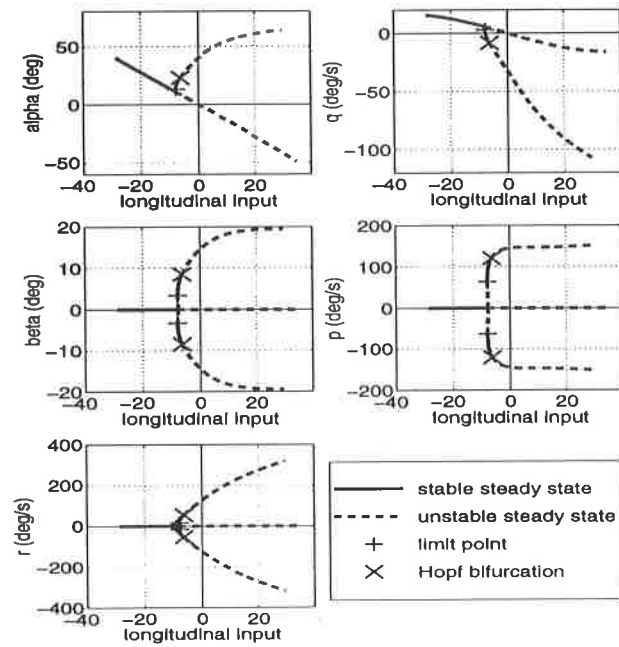 50
0
−50
−40 −20 0 20 40
longitudinal input
alpha (deg)
0
−50
−100
−40 −20 0 20
longitudinal input
q (deg/s)
20
10
0
−10
−20
−40 −20 0 20
longitudinal input
beta (deg)
200
100
0
−100
−200
−40 −20 0 20
longitudinal input
p (deg/s)
400
200
0
−200
−400
−40 −20 0 20
longitudinal input
r (deg/s)
stable steady state
unstable steady state
limit point
Hopf bifurcation